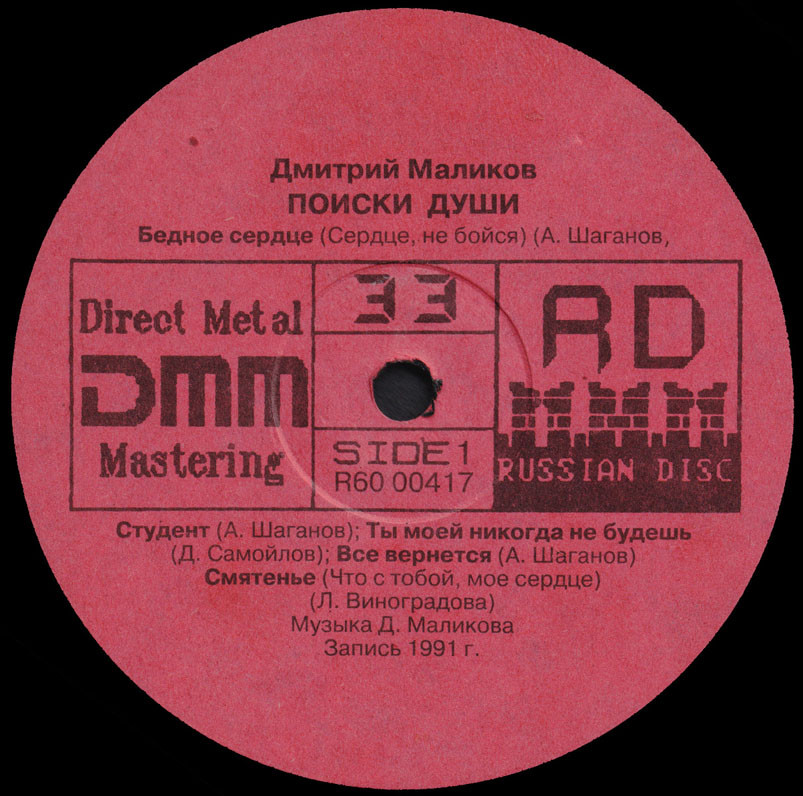 Дмитрий Маликов
ПОИСКИ ДУШИ
Бедное сердце (Сердце, не бойся) (А. Шаганов,
Direct Metal
DMM
Mastering
33
SIDE 1
R60 00417
RD
RUSSIAN DISC
Студент (А. Шаганов); Ты моей никогда не будешь
(Д. Самойлов); Все вернется (А. Шаганов)
Смятенье (Что с тобой, мое сердце)
(Л. Виноградова)
Музыка Д. Маликова
Запись 1991 г.